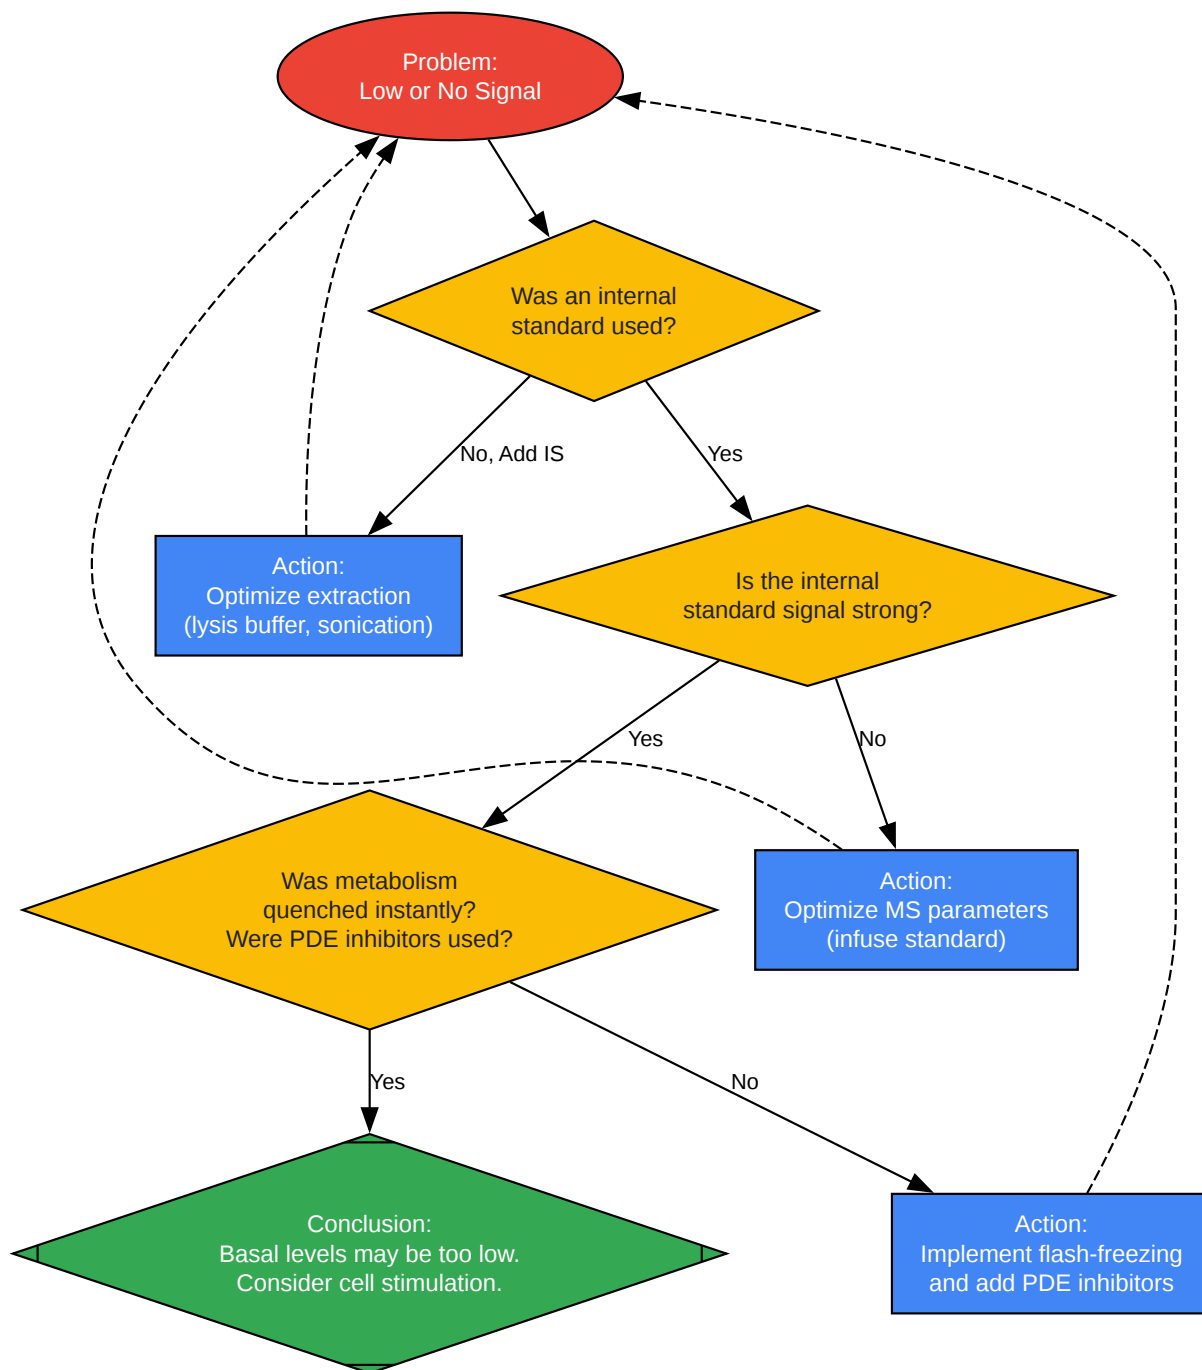 Problem:
Low or No Signal
Was an internal
standard used?
No, Add IS
Yes
Action:
Optimize extraction
(lysis buffer, sonication)
Is the internal
standard signal strong?
Yes
No
Was metabolism
quenched instantly?
Were PDE inhibitors used?
Action:
Optimize MS parameters
(infuse standard)
Yes
No
Conclusion:
Basal levels may be too low.
Consider cell stimulation.
Action:
Implement flash-freezing
and add PDE inhibitors